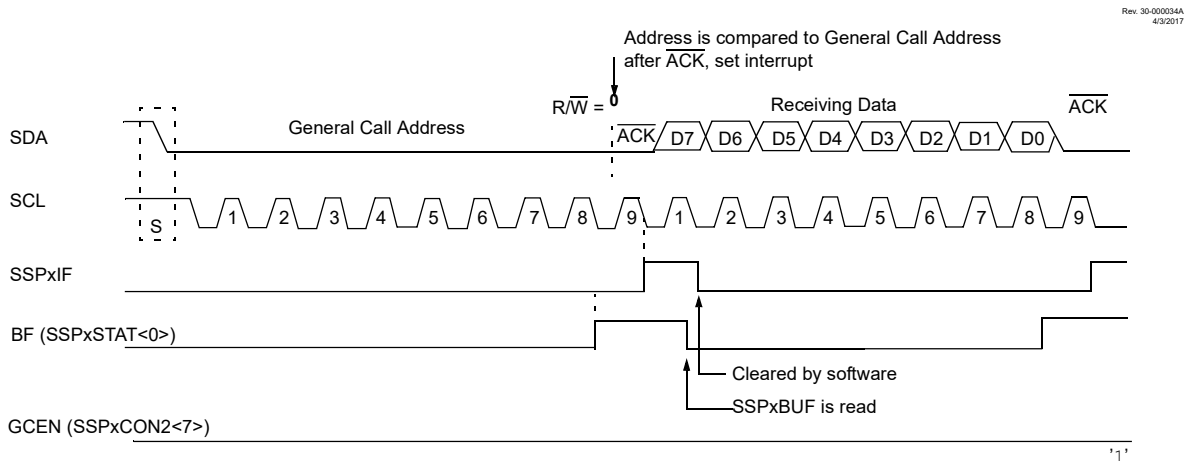 Rev. 30-000034A
4/3/2017
Address is compared to General Call Address
after ACK, set interrupt
R/W = 0
Receiving Data
ACK
SDA
General Call Address
ACK
D7 D6 D5 D4 D3 D2 D1 D0
SCL
S
1 2 3 4 5 6 7 8 9 1 2 3 4 5 6 7 8 9
SSPxIF
BF (SSPxSTAT<0>)
Cleared by software
SSPxBUF is read
GCEN (SSPxCON2<7>)
'1'